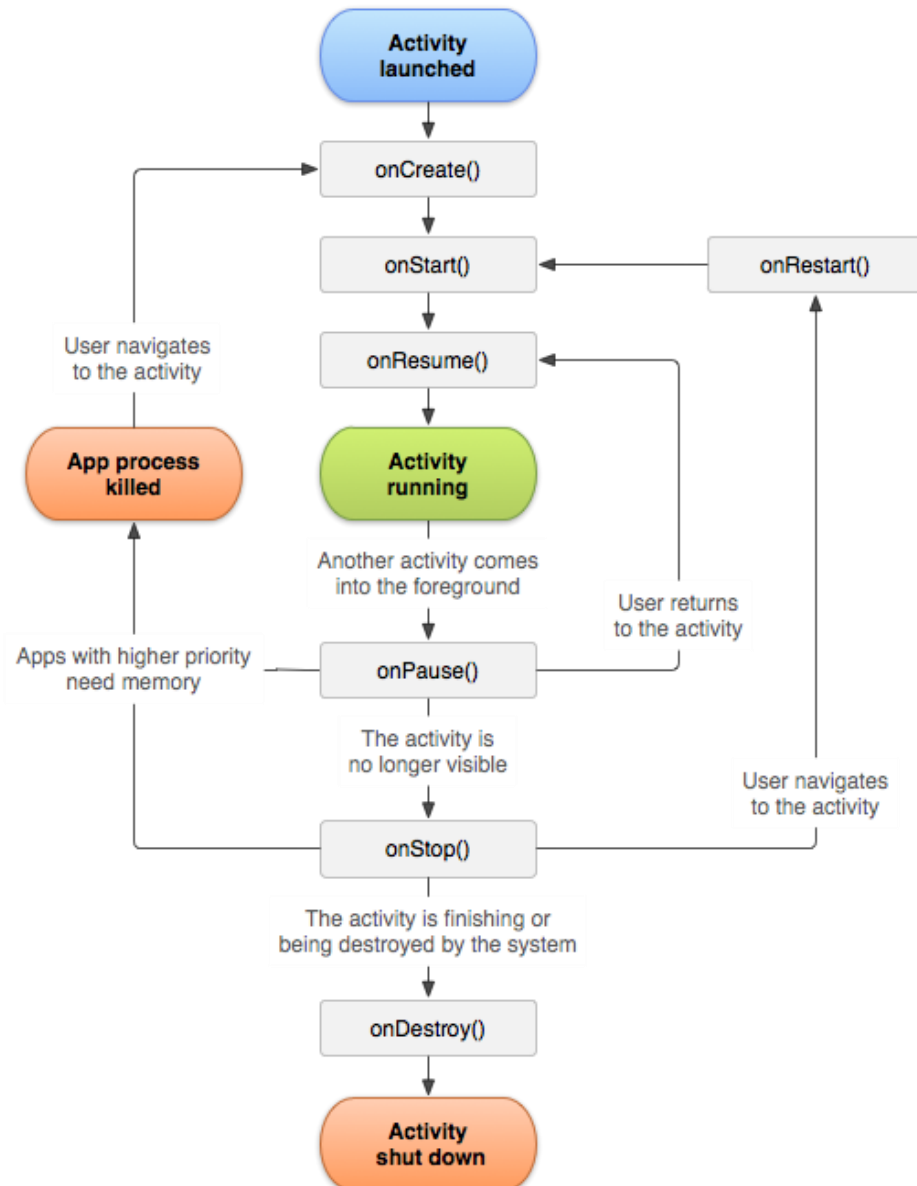 Activity
launched
onCreate()
onStart()
onRestart()
User navigates
to the activity
onResume()
App process
killed
Activity
running
Another activity comes
into the foreground
User returns
to the activity
Apps with higher priority
need memory
onPause()
The activity is
no longer visible
User navigates
to the activity
onStop()
The activity is finishing or
being destroyed by the system
onDestroy()
Activity
shut down